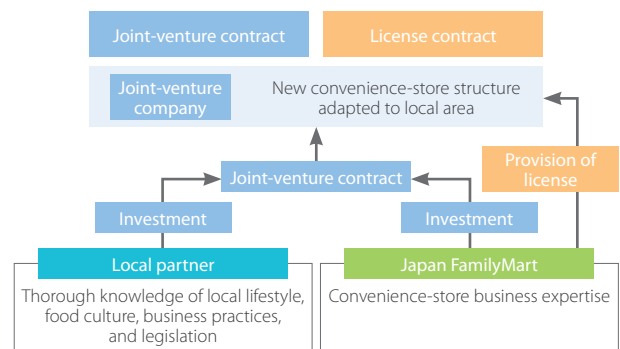 Joint-venture contract
License contract
Joint-venture
company
New convenience-store structure
adapted to local area
Joint-venture contract
Provision of
license
Investment
Investment
Local partner
Japan FamilyMart
Thorough knowledge of local lifestyle,
food culture, business practices,
and legislation
Convenience-store business expertise